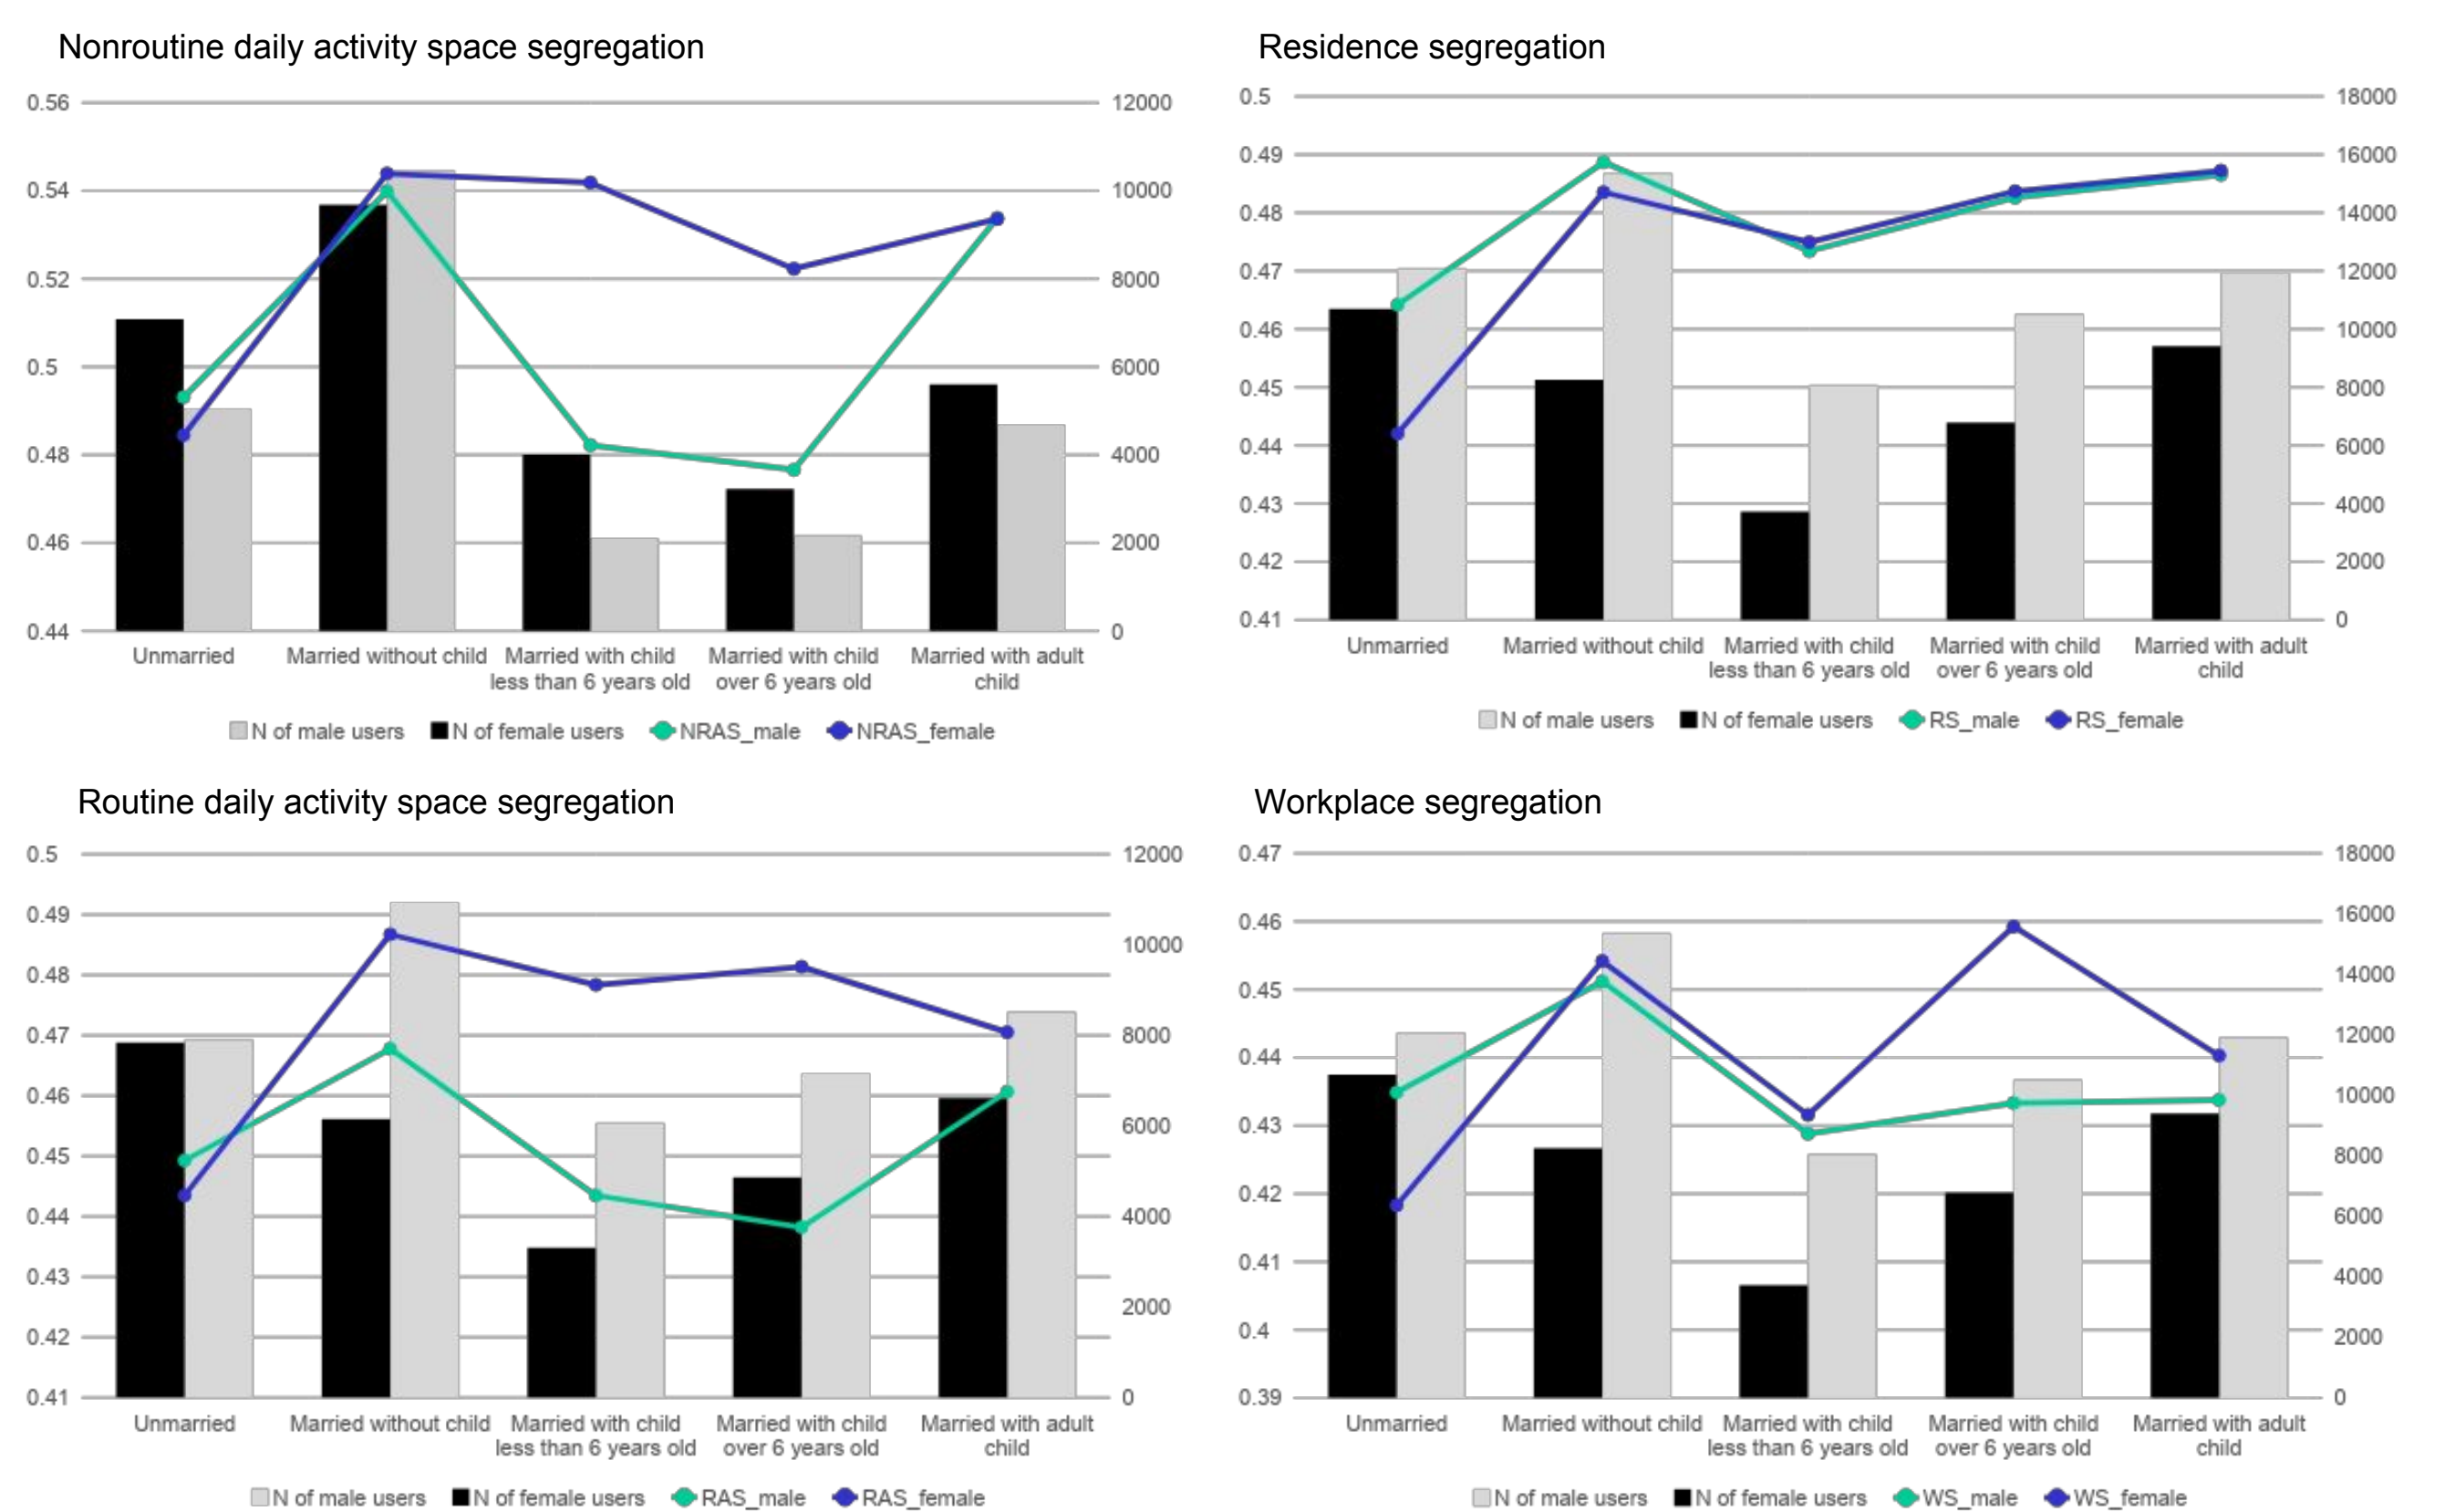 Nonroutine daily activity space segregation
0.56
0.54
0.52
0.5
0.48
0.46
0.44
12000
10000
8000
6000
4000
2000
0
Unmarried
Married without child
Married with child
less than 6 years old
Married with child
over 6 years old
Married with adult
child
N of male users
N of female users
NRAS_male
NRAS_female
Residence segregation
0.5
0.49
0.48
0.47
0.46
0.45
0.44
0.43
0.42
0.41
18000
16000
14000
12000
10000
8000
6000
4000
2000
0
Unmarried
Married without child
Married with child
less than 6 years old
Married with child
over 6 years old
Married with adult
child
N of male users
N of female users
RS_male
RS_female
Routine daily activity space segregation
0.5
0.49
0.48
0.47
0.46
0.45
0.44
0.43
0.42
0.41
12000
10000
8000
6000
4000
2000
0
Unmarried
Married without child
Married with child
less than 6 years old
Married with child
over 6 years old
Married with adult
child
N of male users
N of female users
RAS_male
RAS_female
Workplace segregation
0.47
0.46
0.45
0.44
0.43
0.42
0.41
0.4
0.39
18000
16000
14000
12000
10000
8000
6000
4000
2000
0
Unmarried
Married without child
Married with child
less than 6 years old
Married with child
over 6 years old
Married with adult
child
N of male users
N of female users
WS_male
WS_female